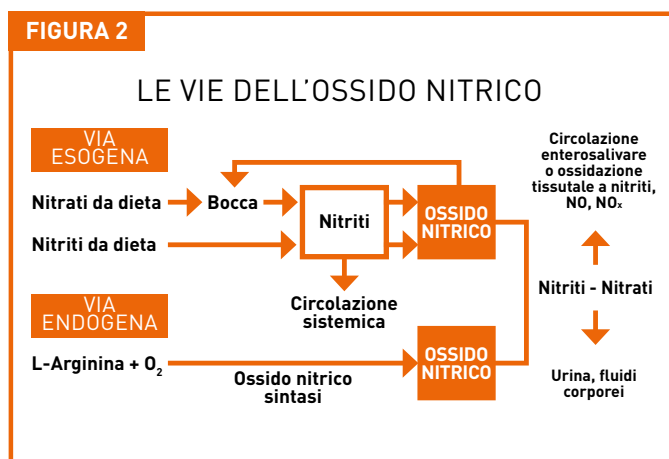 FIGURA 2
LE VIE DELL'OSSIDO NITRICO
VIA
ESOGENA
Nitrati da dieta
Bocca
Nitriti
OSSIDO
NITRICO
Nitriti da dieta
Circolazione
sistemica
Circolazione
enterosalivare
o ossidazione
tissutale a nitriti,
NO, NOₓ
Nitriti - Nitrati
Urina, fluidi
corporei
VIA
ENDOGENA
L-Arginina + O₂
Ossido nitrico
sintasi
OSSIDO
NITRICO